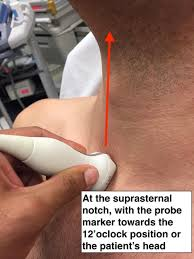 At the suprasternal
notch, with the probe
marker towards the
12’oclock position or
the patient’s head